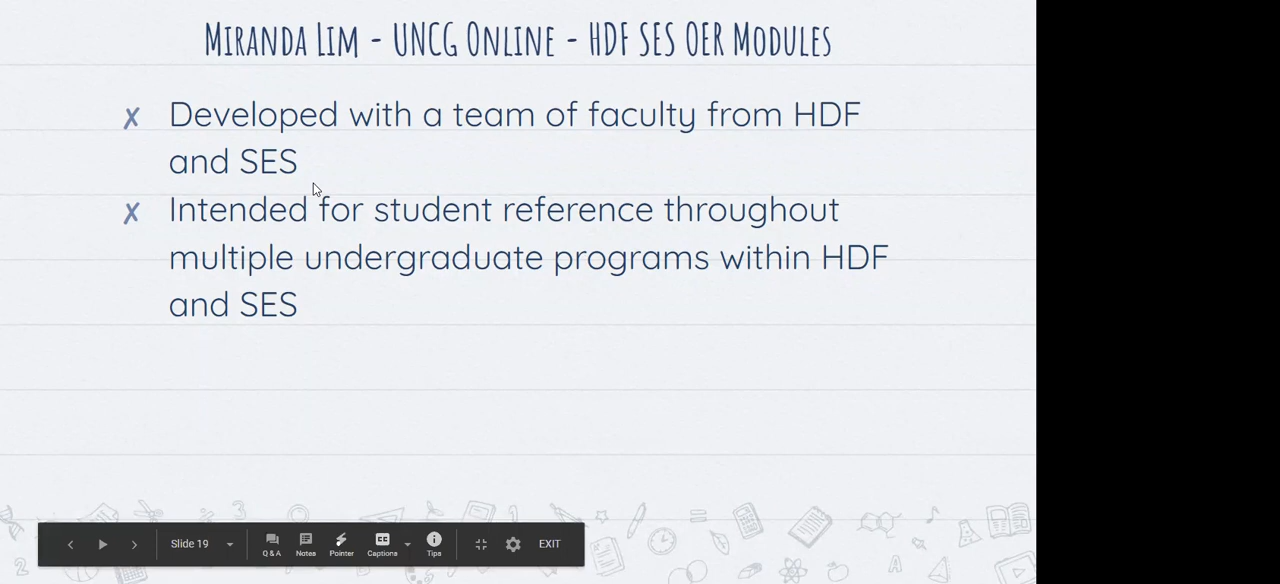 Miranda Lim - UNCG Online - HDF SES OER Modules
✗ Developed with a team of faculty from HDF
and SES
✗ Intended for student reference throughout
multiple undergraduate programs within HDF
and SES
Slide 19
Q & A Notes Pointer Captions Tips EXIT